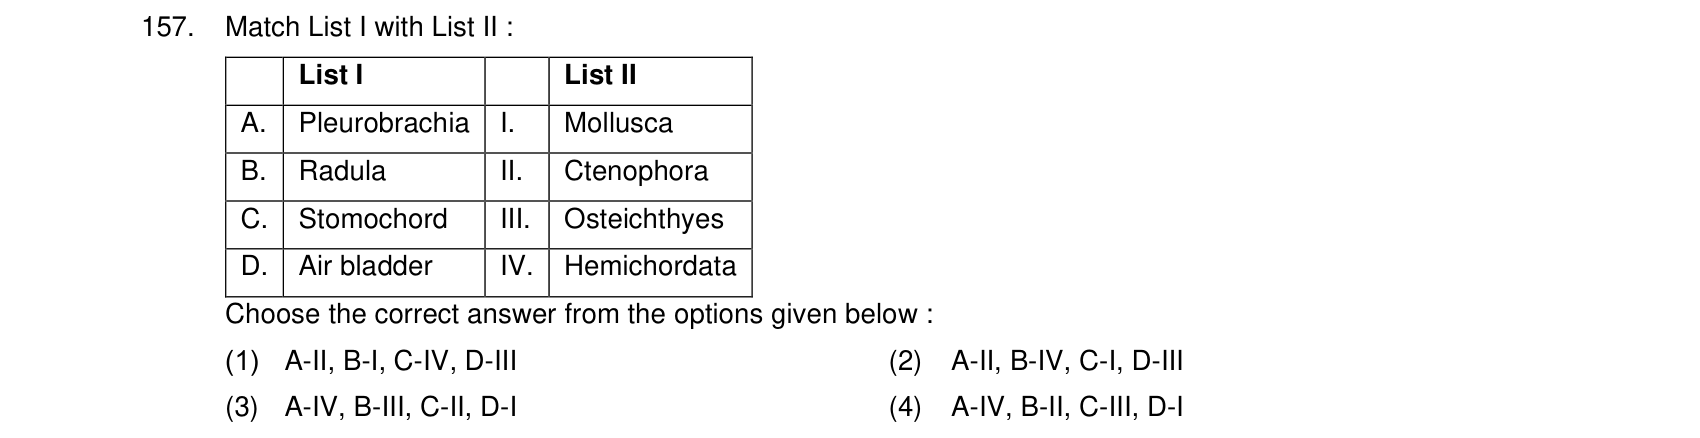 157. Match List I with List II :
List I List II
A. Pleurobrachia I. Mollusca
B. Radula II. Ctenophora
C. Stomochord III. Osteichthyes
D. Air bladder IV. Hemichordata
Choose the correct answer from the options given below :
(1) A-II, B-I, C-IV, D-III (2) A-II, B-IV, C-I, D-III
(3) A-IV, B-III, C-II, D-I (4) A-IV, B-II, C-III, D-I